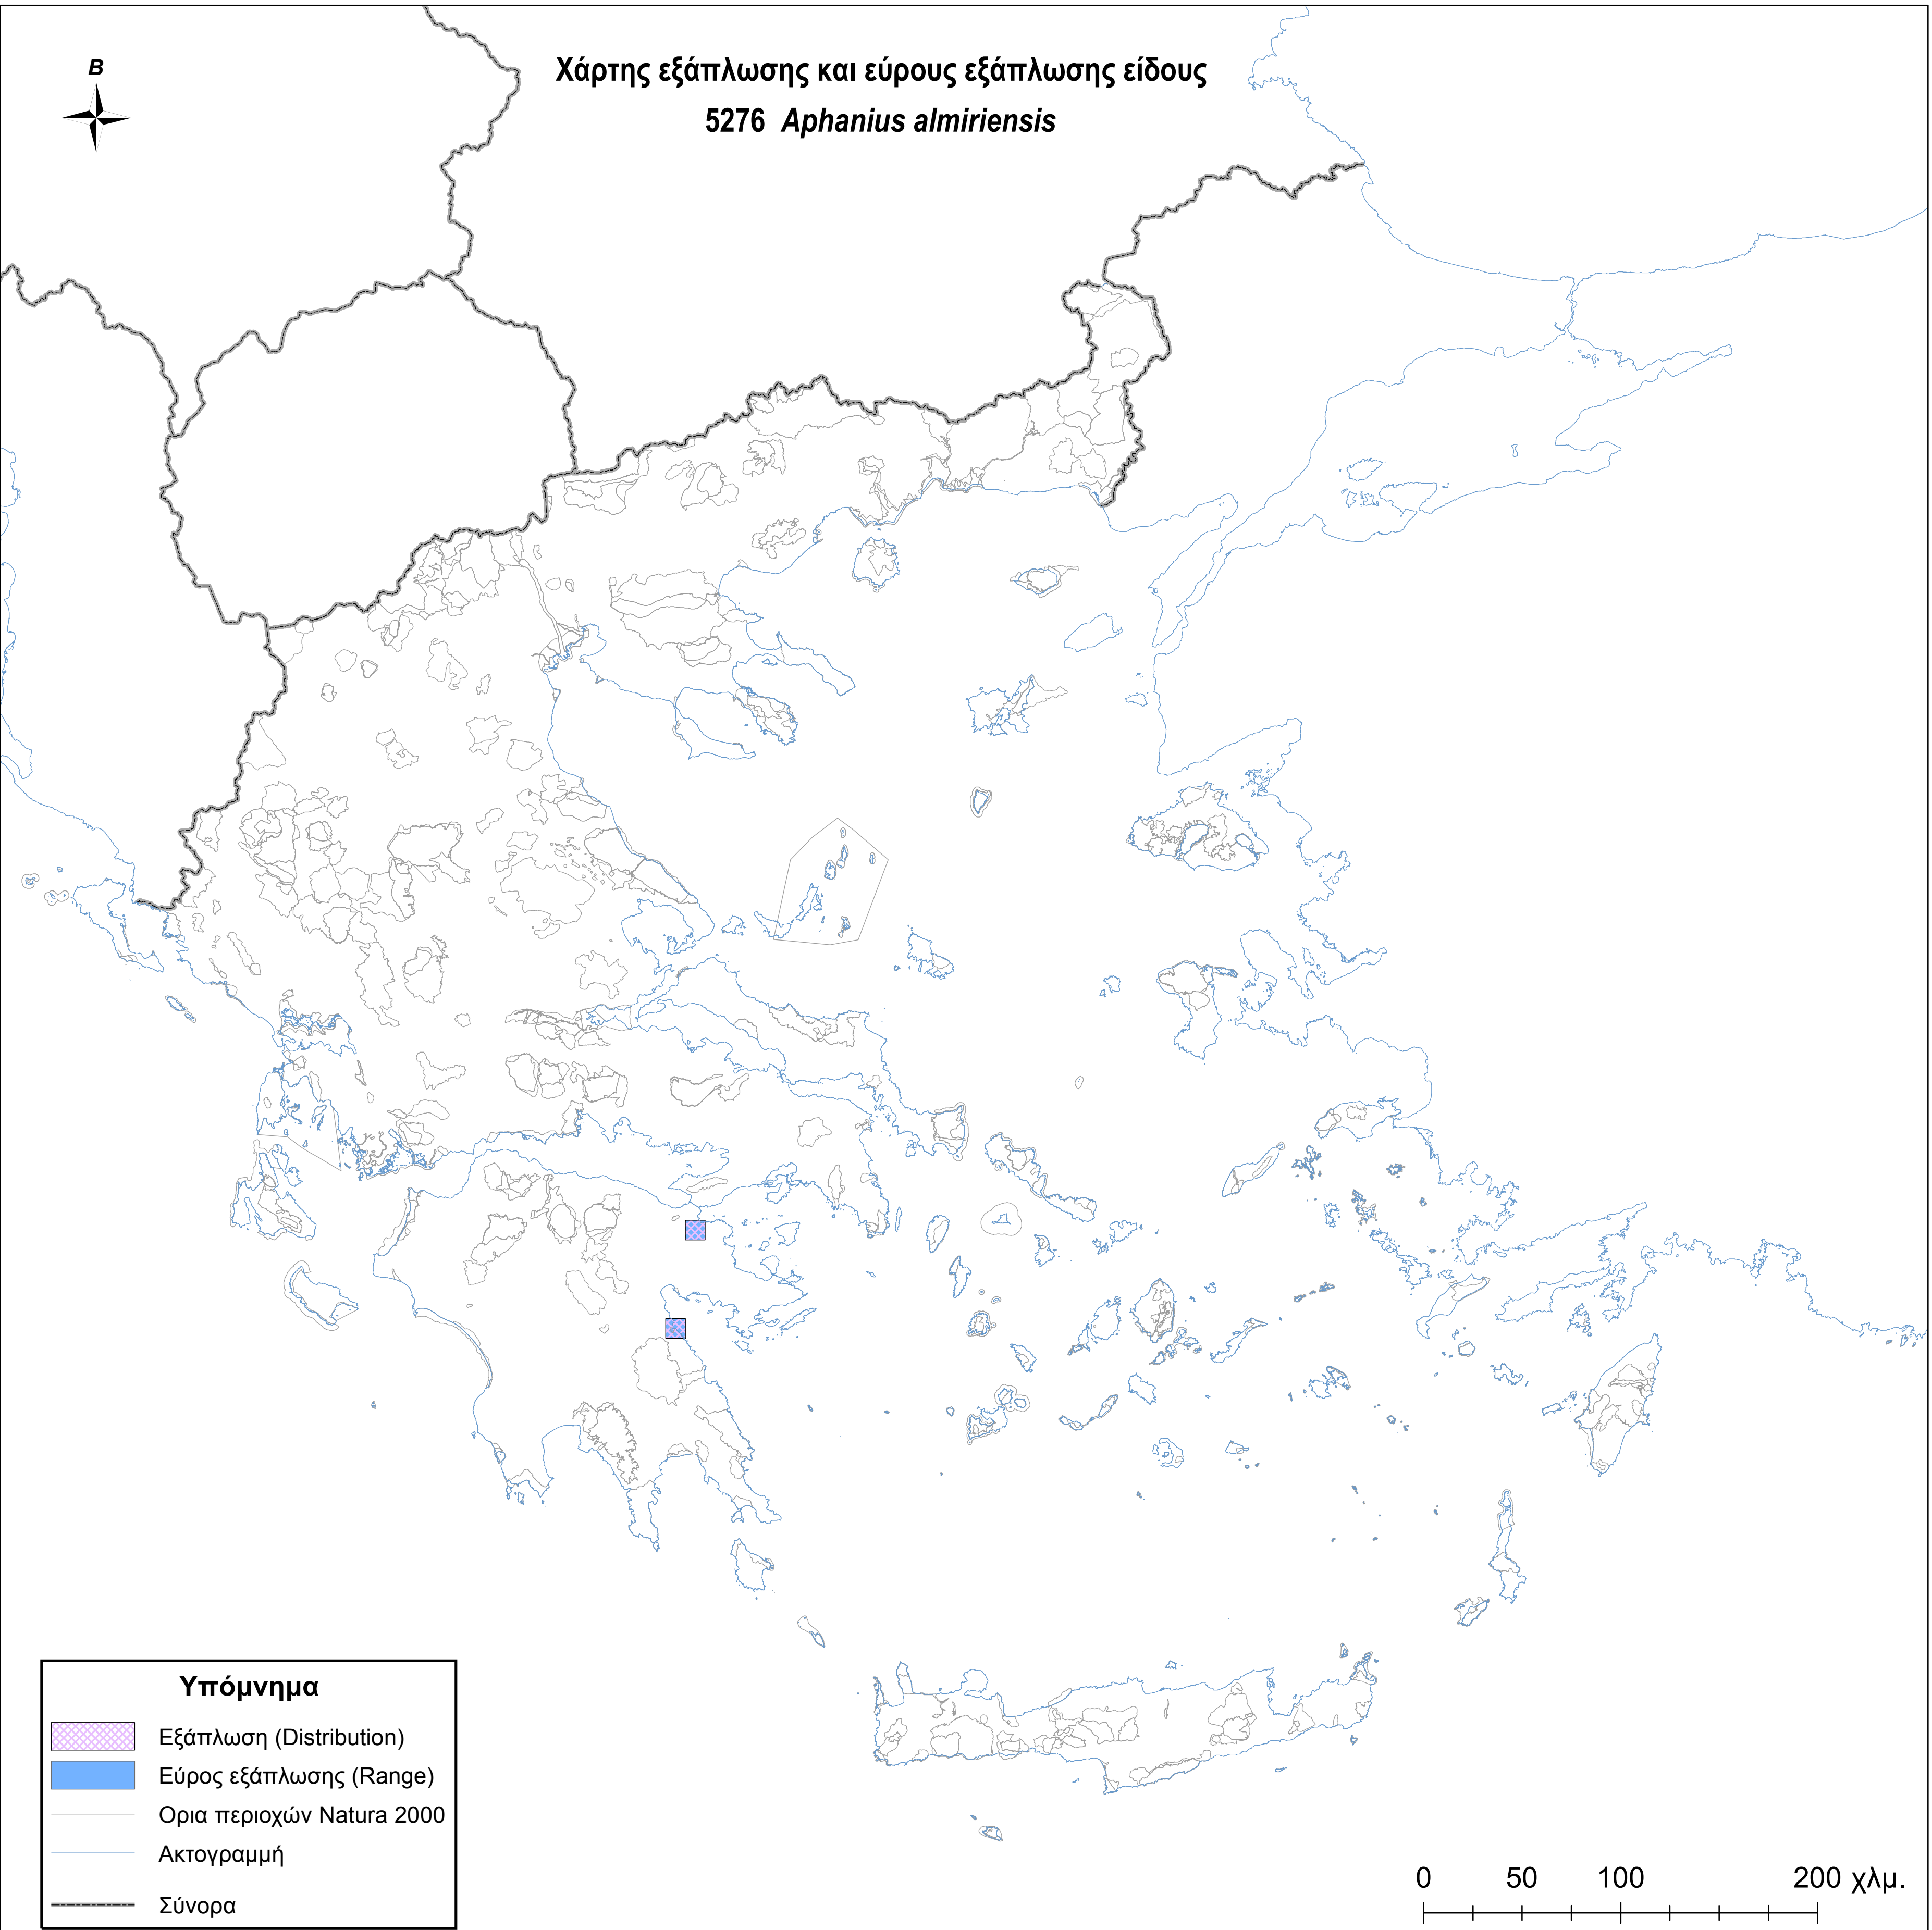 Β
Χάρτης εξάπλωσης και εύρους εξάπλωσης είδους
5276 Aphanius almiriensis
Υπόμνημα
Εξάπλωση (Distribution)
Εύρος εξάπλωσης (Range)
Ορια περιοχών Natura 2000
Ακτογραμμή
Σύνορα
0 50 100 200 χλμ.